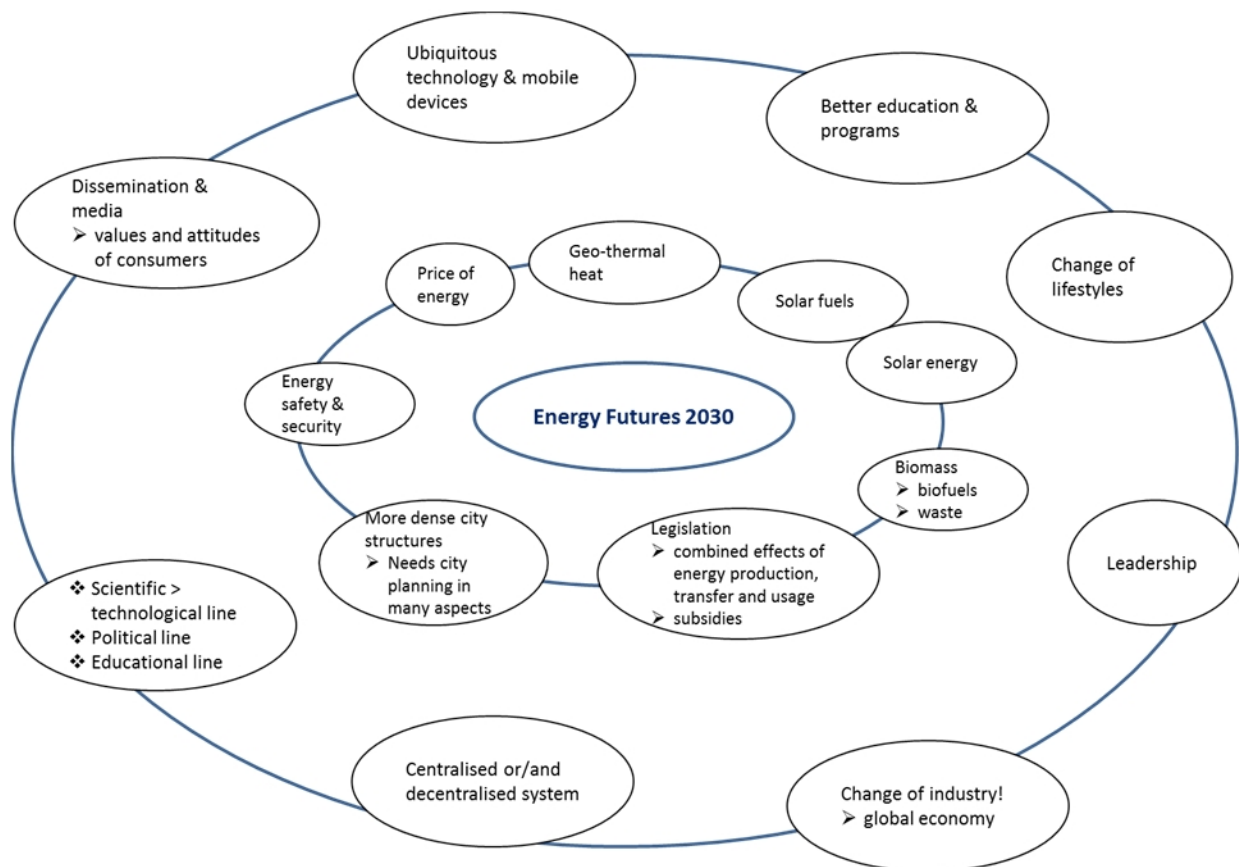 Ubiquitous
technology & mobile
devices
Better education &
programs
Dissemination &
media
➢ values and attitudes
of consumers
Change of
lifestyles
Price of
energy
Geo-thermal
heat
Solar fuels
Solar energy
Energy
safety &
security
Energy Futures 2030
Biomass
➢ biofuels
➢ waste
More dense city
structures
➢ Needs city
planning in
many aspects
Legislation
➢ combined effects of
energy production,
transfer and usage
➢ subsidies
Leadership
❖ Scientific >
technological line
❖ Political line
❖ Educational line
Centralised or/and
decentralised system
Change of industry!
➢ global economy